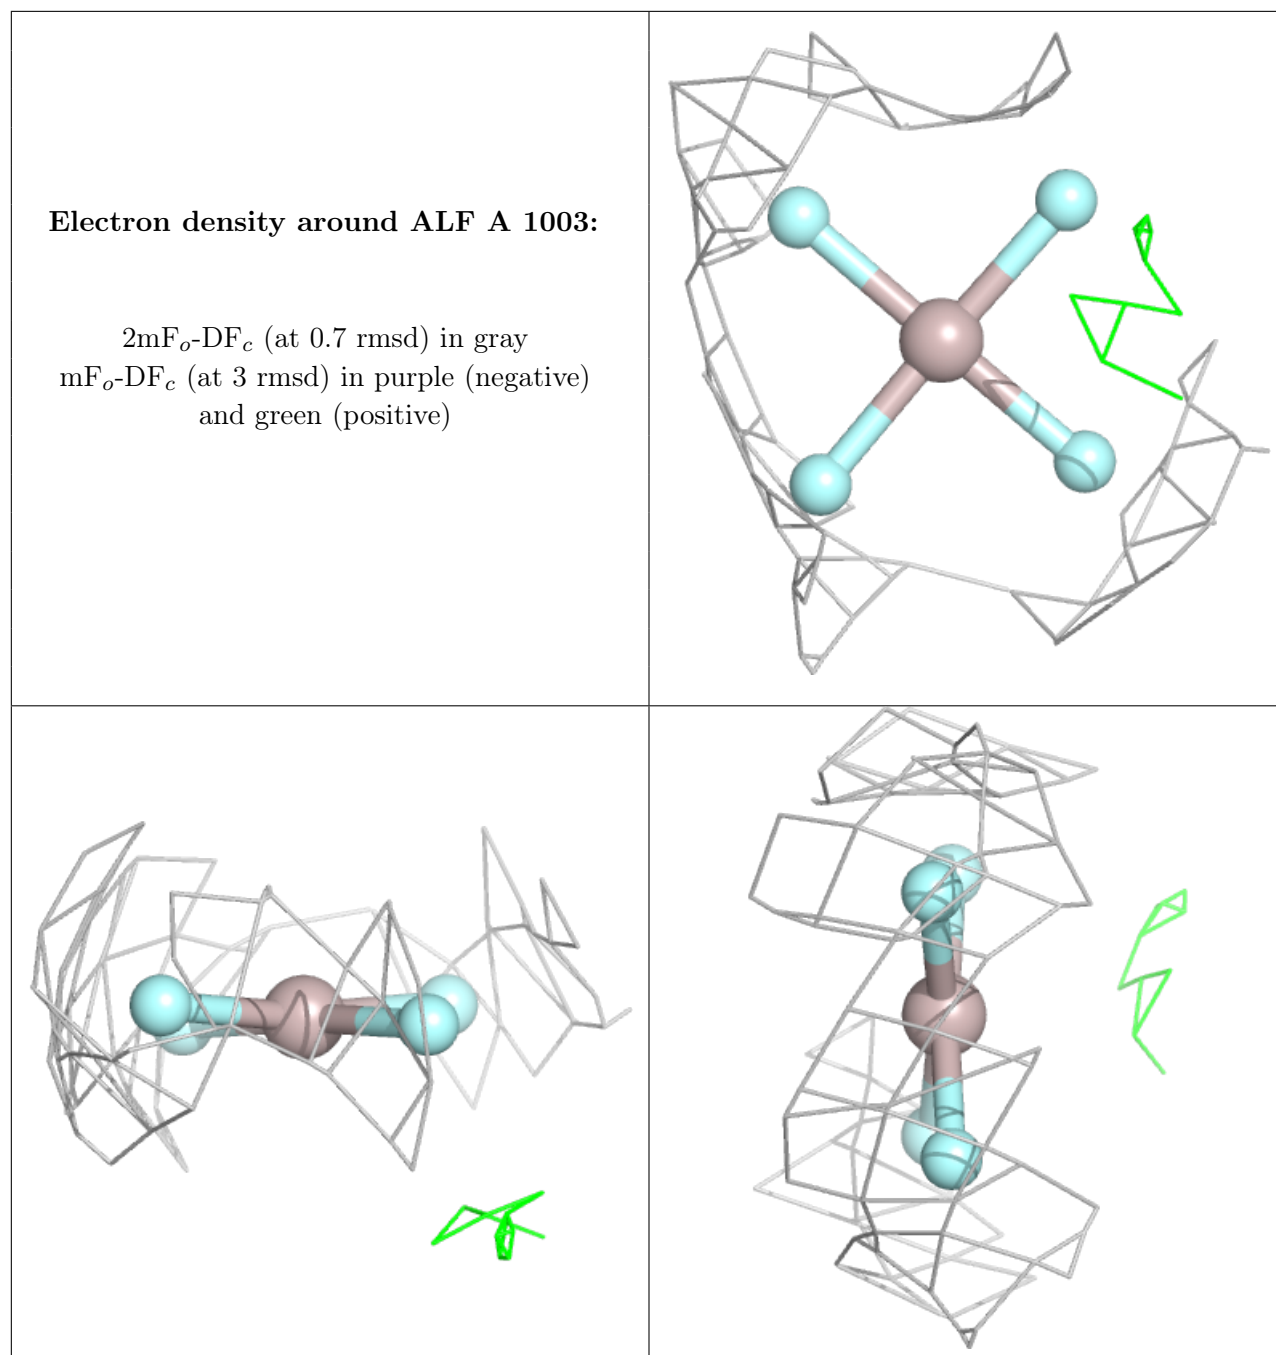 Electron density around ALF A 1003:
2mFo-DFc (at 0.7 rmsd) in gray
mFo-DFc (at 3 rmsd) in purple (negative)
and green (positive)